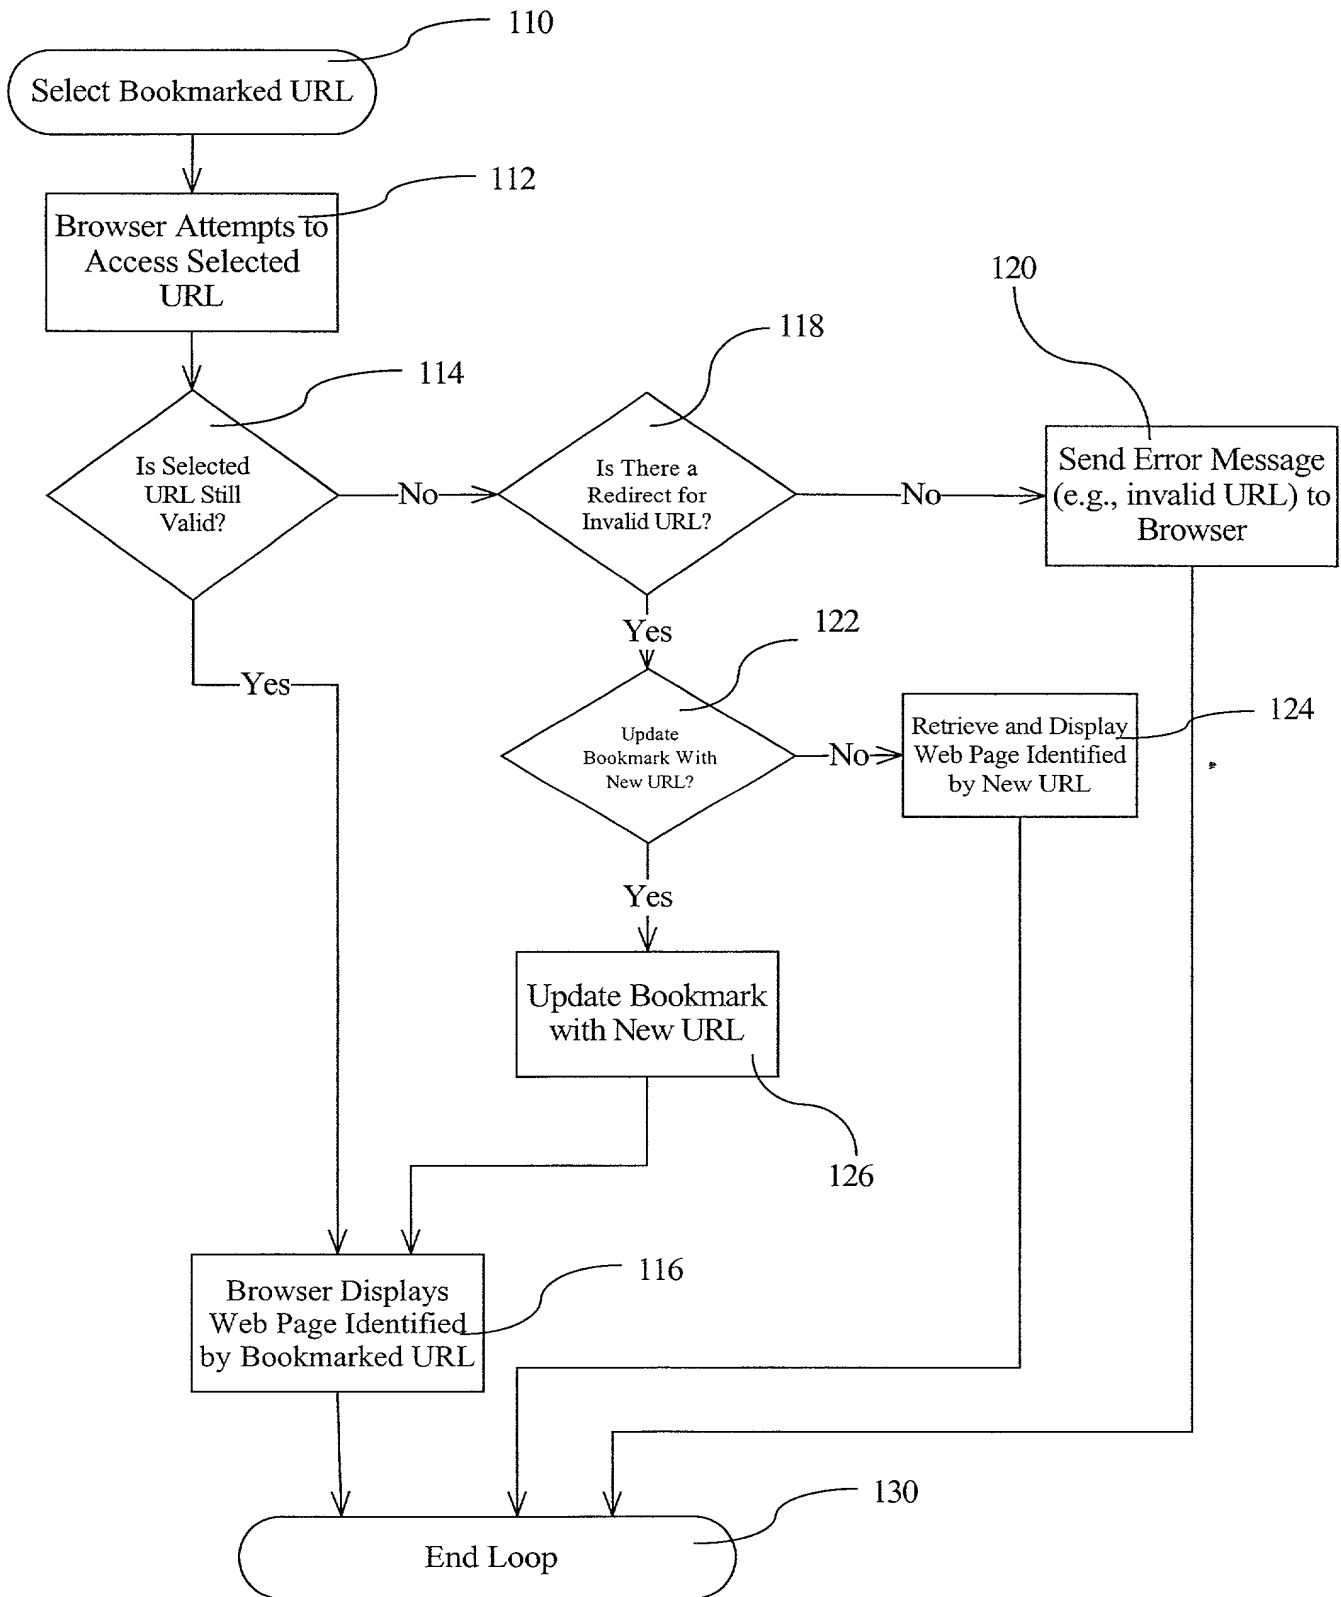 110
Select Bookmarked URL
112
Browser Attempts to
Access Selected
URL
114
Is Selected
URL Still
Valid?
No
118
Is There a
Redirect for
Invalid URL?
No
120
Send Error Message
(e.g., invalid URL) to
Browser
Yes
Yes
122
Update
Bookmark With
New URL?
No
124
Retrieve and Display
Web Page Identified
by New URL
Yes
Update Bookmark
with New URL
126
116
Browser Displays
Web Page Identified
by Bookmarked URL
130
End Loop